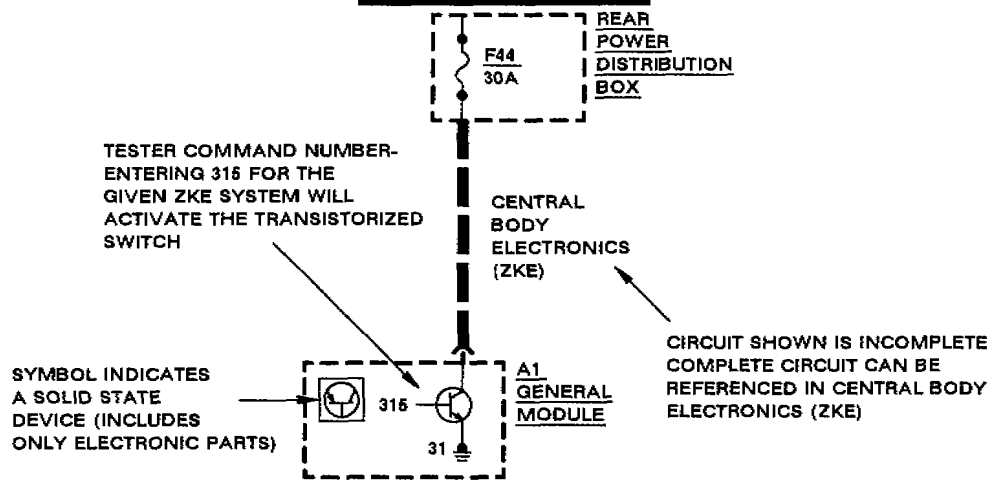 REAR
POWER
DISTRIBUTION
BOX
F44
30A
TESTER COMMAND NUMBER-
ENTERING 315 FOR THE
GIVEN ZKE SYSTEM WILL
ACTIVATE THE TRANSISTORIZED
SWITCH
CENTRAL
BODY
ELECTRONICS
(ZKE)
CIRCUIT SHOWN IS INCOMPLETE
COMPLETE CIRCUIT CAN BE
REFERENCED IN CENTRAL BODY
ELECTRONICS (ZKE)
SYMBOL INDICATES
A SOLID STATE
DEVICE (INCLUDES
ONLY ELECTRONIC PARTS)
315
31
A1
GENERAL
MODULE